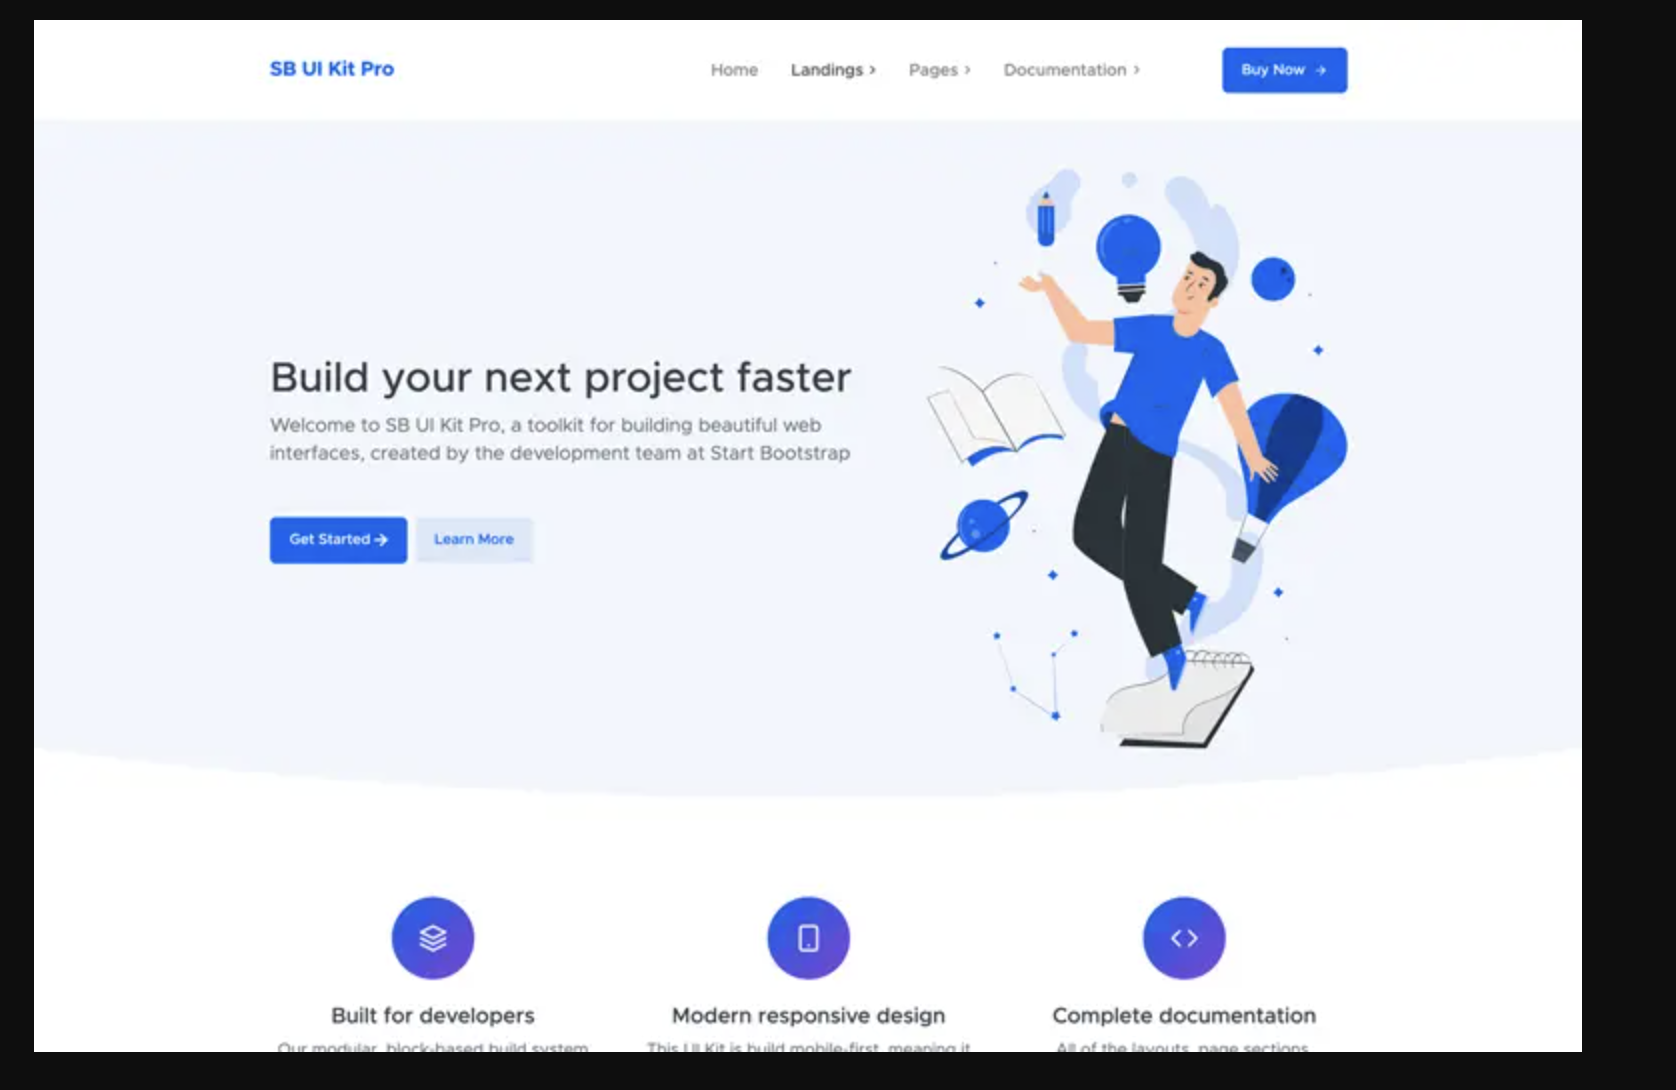 SB UI Kit Pro
Home
Landings
Pages
Documentation
Buy Now
Build your next project faster
Welcome to SB UI Kit Pro, a toolkit for building beautiful web
interfaces, created by the development team at Start Bootstrap
Get Started
Learn More
Built for developers
Modern responsive design
Complete documentation
Our modular, block-based build system
This UI Kit is build mobile-first, meaning it
All of the layouts, page sections